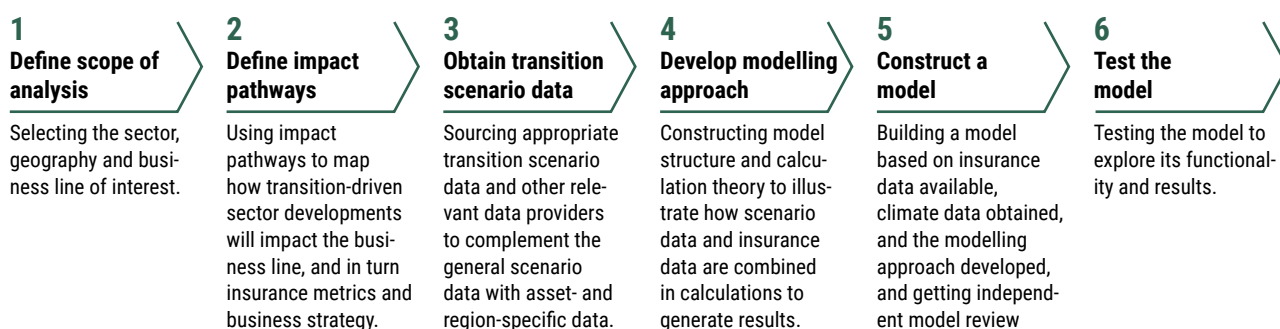 1
Define scope of
analysis
Selecting the sector,
geography and busi-
ness line of interest.
2
Define impact
pathways
Using impact
pathways to map
how transition-driven
sector developments
will impact the busi-
ness line, and in turn
insurance metrics and
business strategy.
3
Obtain transition
scenario data
Sourcing appropriate
transition scenario
data and other rele-
vant data providers
to complement the
general scenario
data with asset- and
region-specific data.
4
Develop modelling
approach
Constructing model
structure and calcu-
lation theory to illus-
trate how scenario
data and insurance
data are combined
in calculations to
generate results.
5
Construct a
model
Building a model
based on insurance
data available,
climate data obtained,
and the modelling
approach developed,
and getting independ-
ent model review
6
Test the
model
Testing the model to
explore its functional-
ity and results.